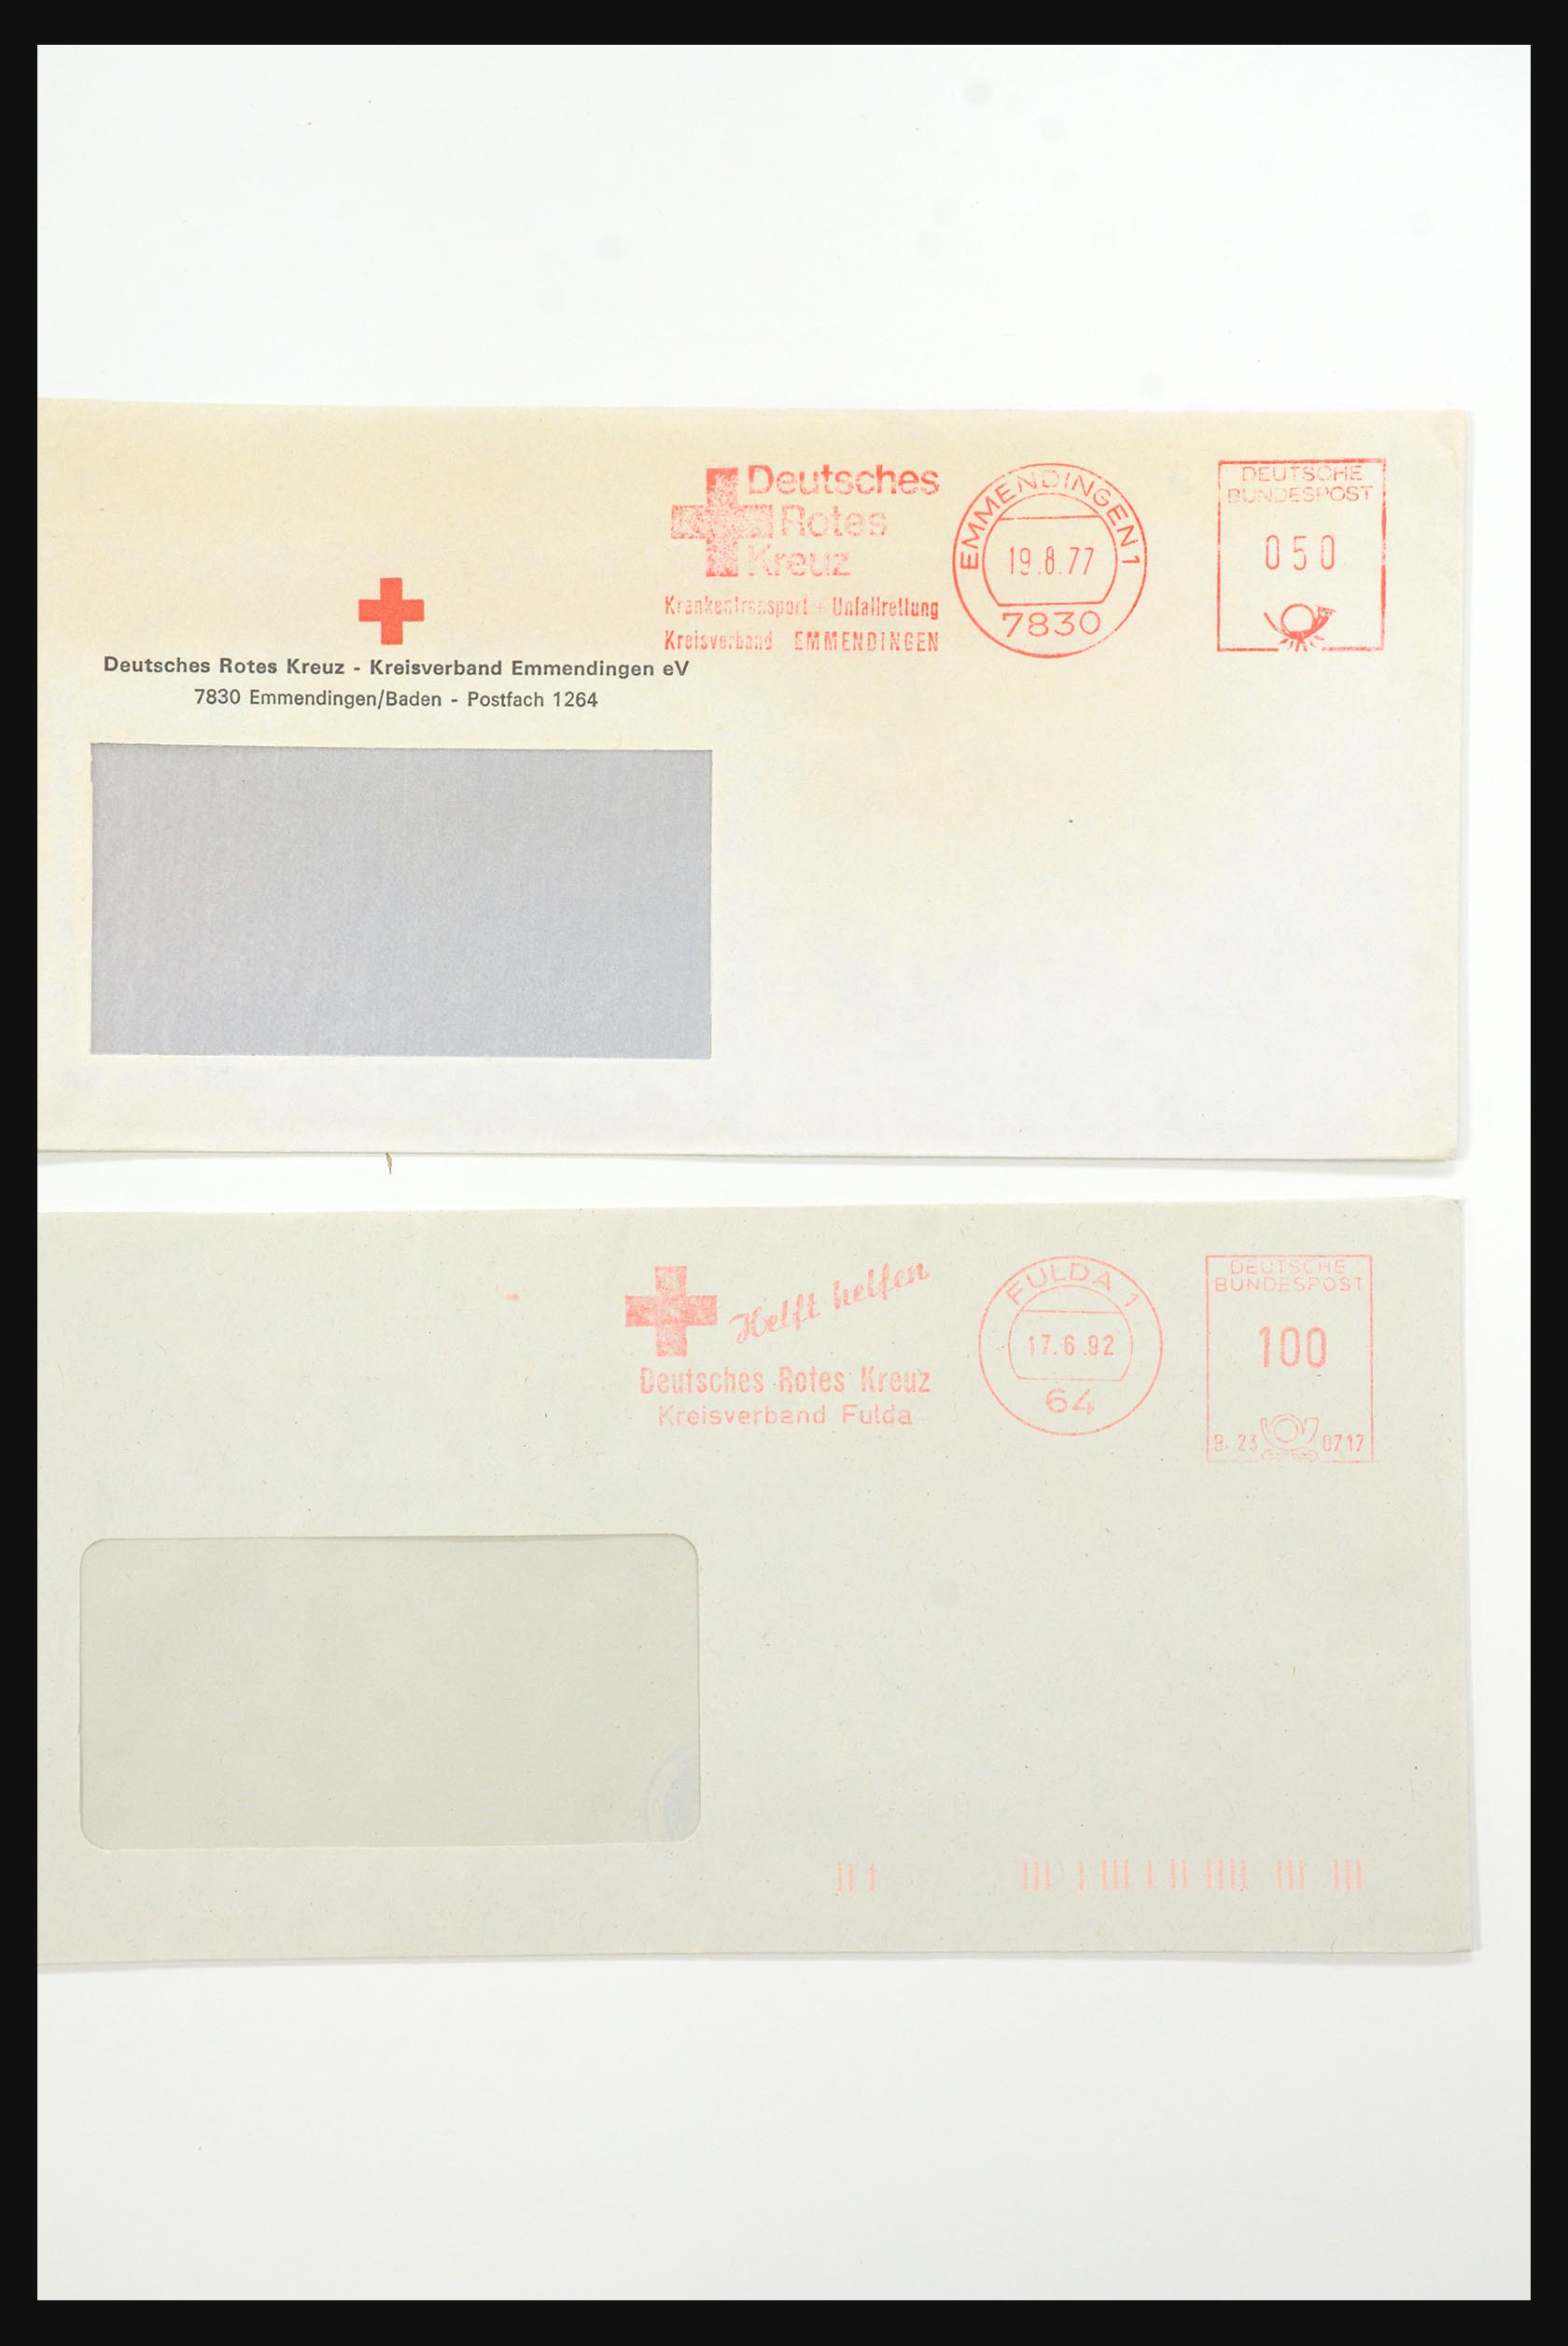 Deutsches
Rotes
Kreuz
Krankentransport + Unfallrettung
Kreisverband EMMENDINGEN
EMMENDINGEN 1
19.8.77
7830
DEUTSCHE
BUNDESPOST
050
Deutsches Rotes Kreuz - Kreisverband Emmendingen eV
7830 Emmendingen/Baden - Postfach 1264
Helft helfen
Deutsches Rotes Kreuz
Kreisverband Fulda
FULDA 1
17.6.92
64
DEUTSCHE
BUNDESPOST
100
B 23 0717